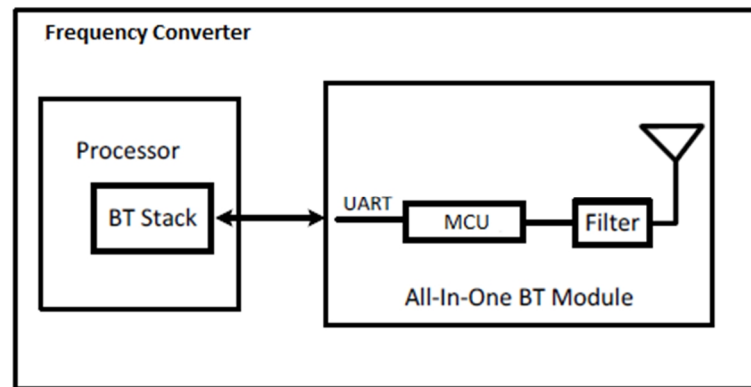 Frequency Converter
Processor
BT Stack
UART
MCU
Filter
All-In-One BT Module